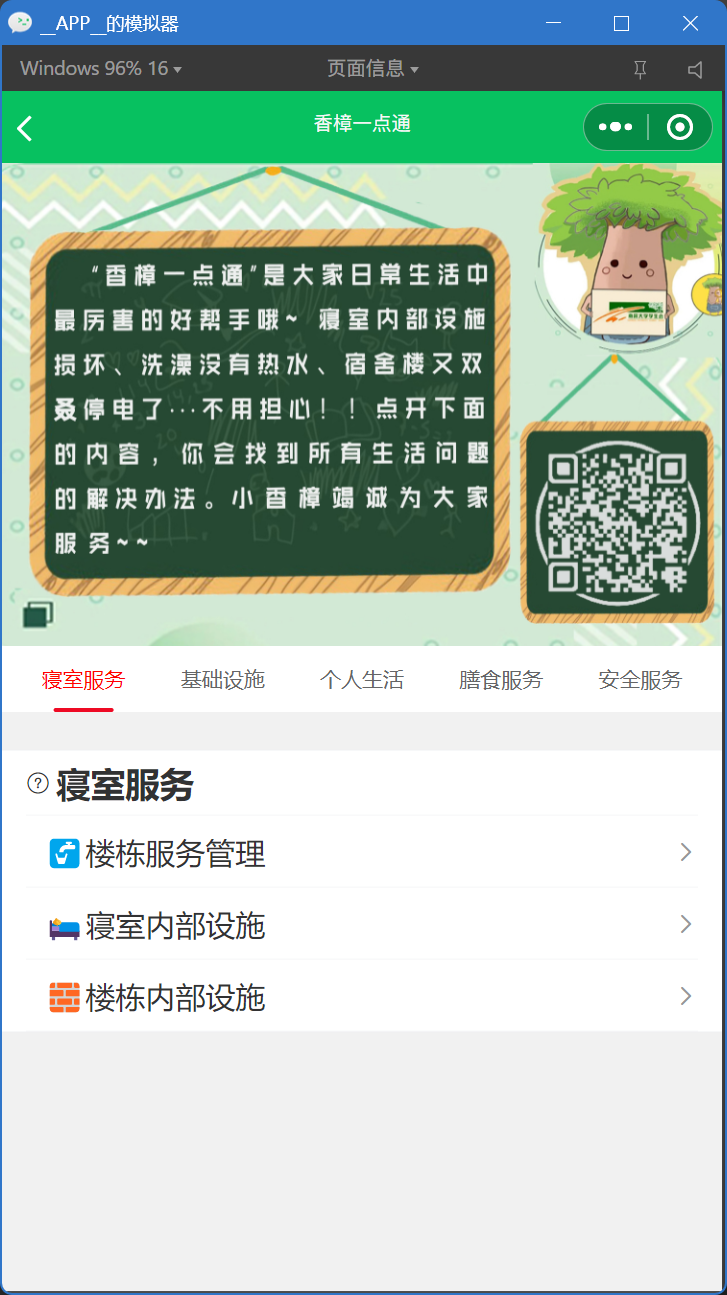 __APP__的模拟器
Windows 96% 16
页面信息
香樟一点通
“香樟一点通”是大家日常生活中
最厉害的好帮手哦~ 寝室内部设施
损坏、洗澡没有热水、宿舍楼又双
叒停电了···不用担心！！点开下面
的内容，你会找到所有生活问题
的解决办法。小香樟竭诚为大家
服务~~
寝室服务
基础设施
个人生活
膳食服务
安全服务
寝室服务
楼栋服务管理
寝室内部设施
楼栋内部设施